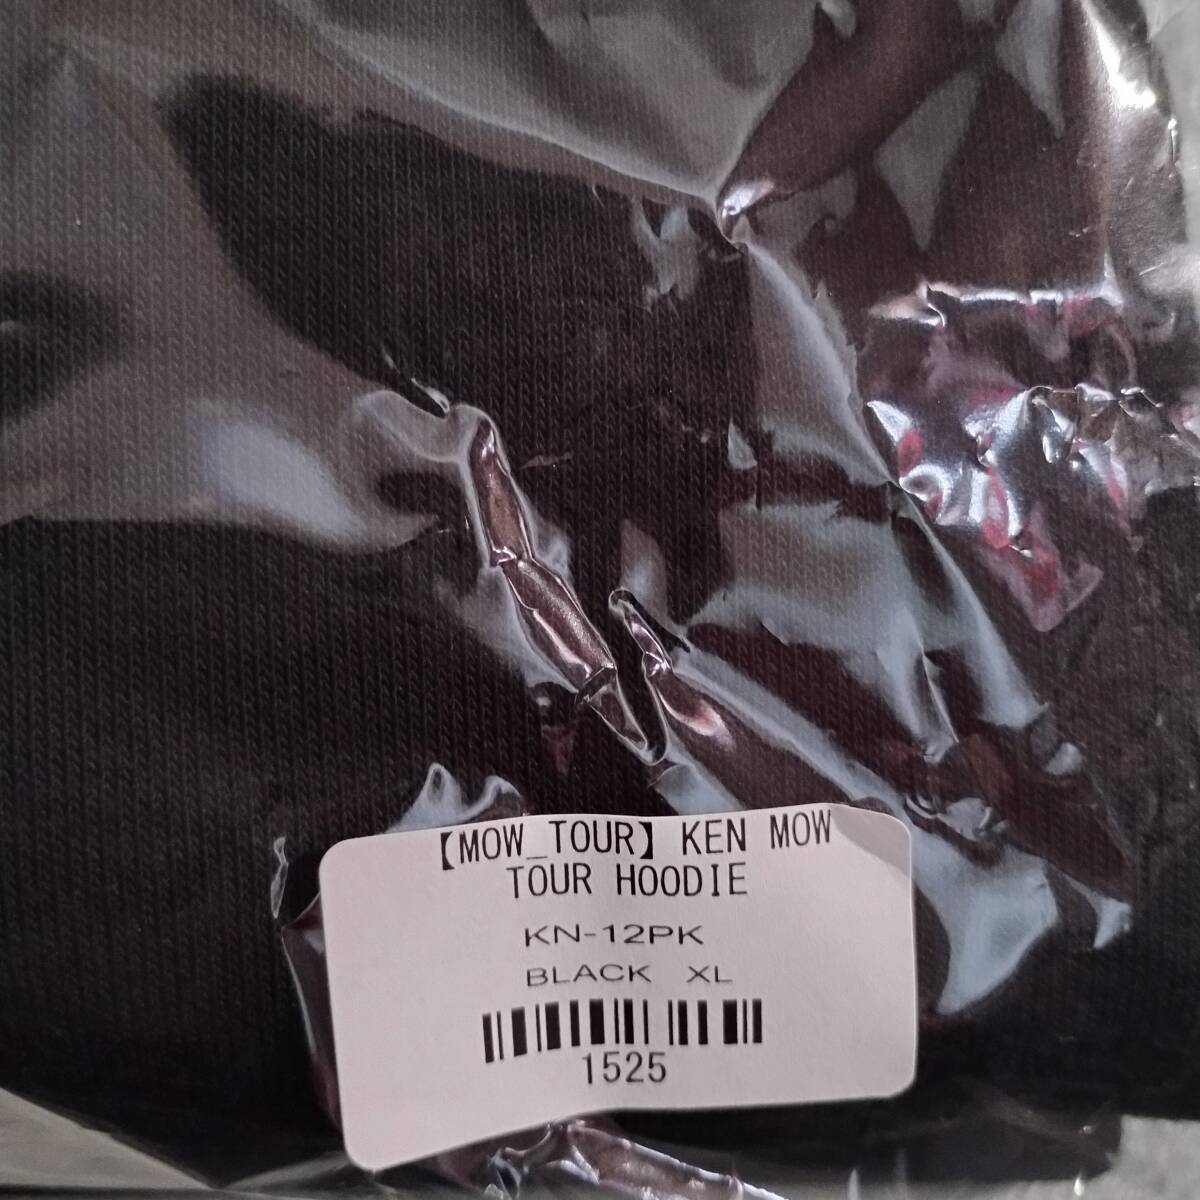 【MOW_TOUR】 KEN MOW
TOUR HOODIE
KN-12PK
BLACK XL
1525